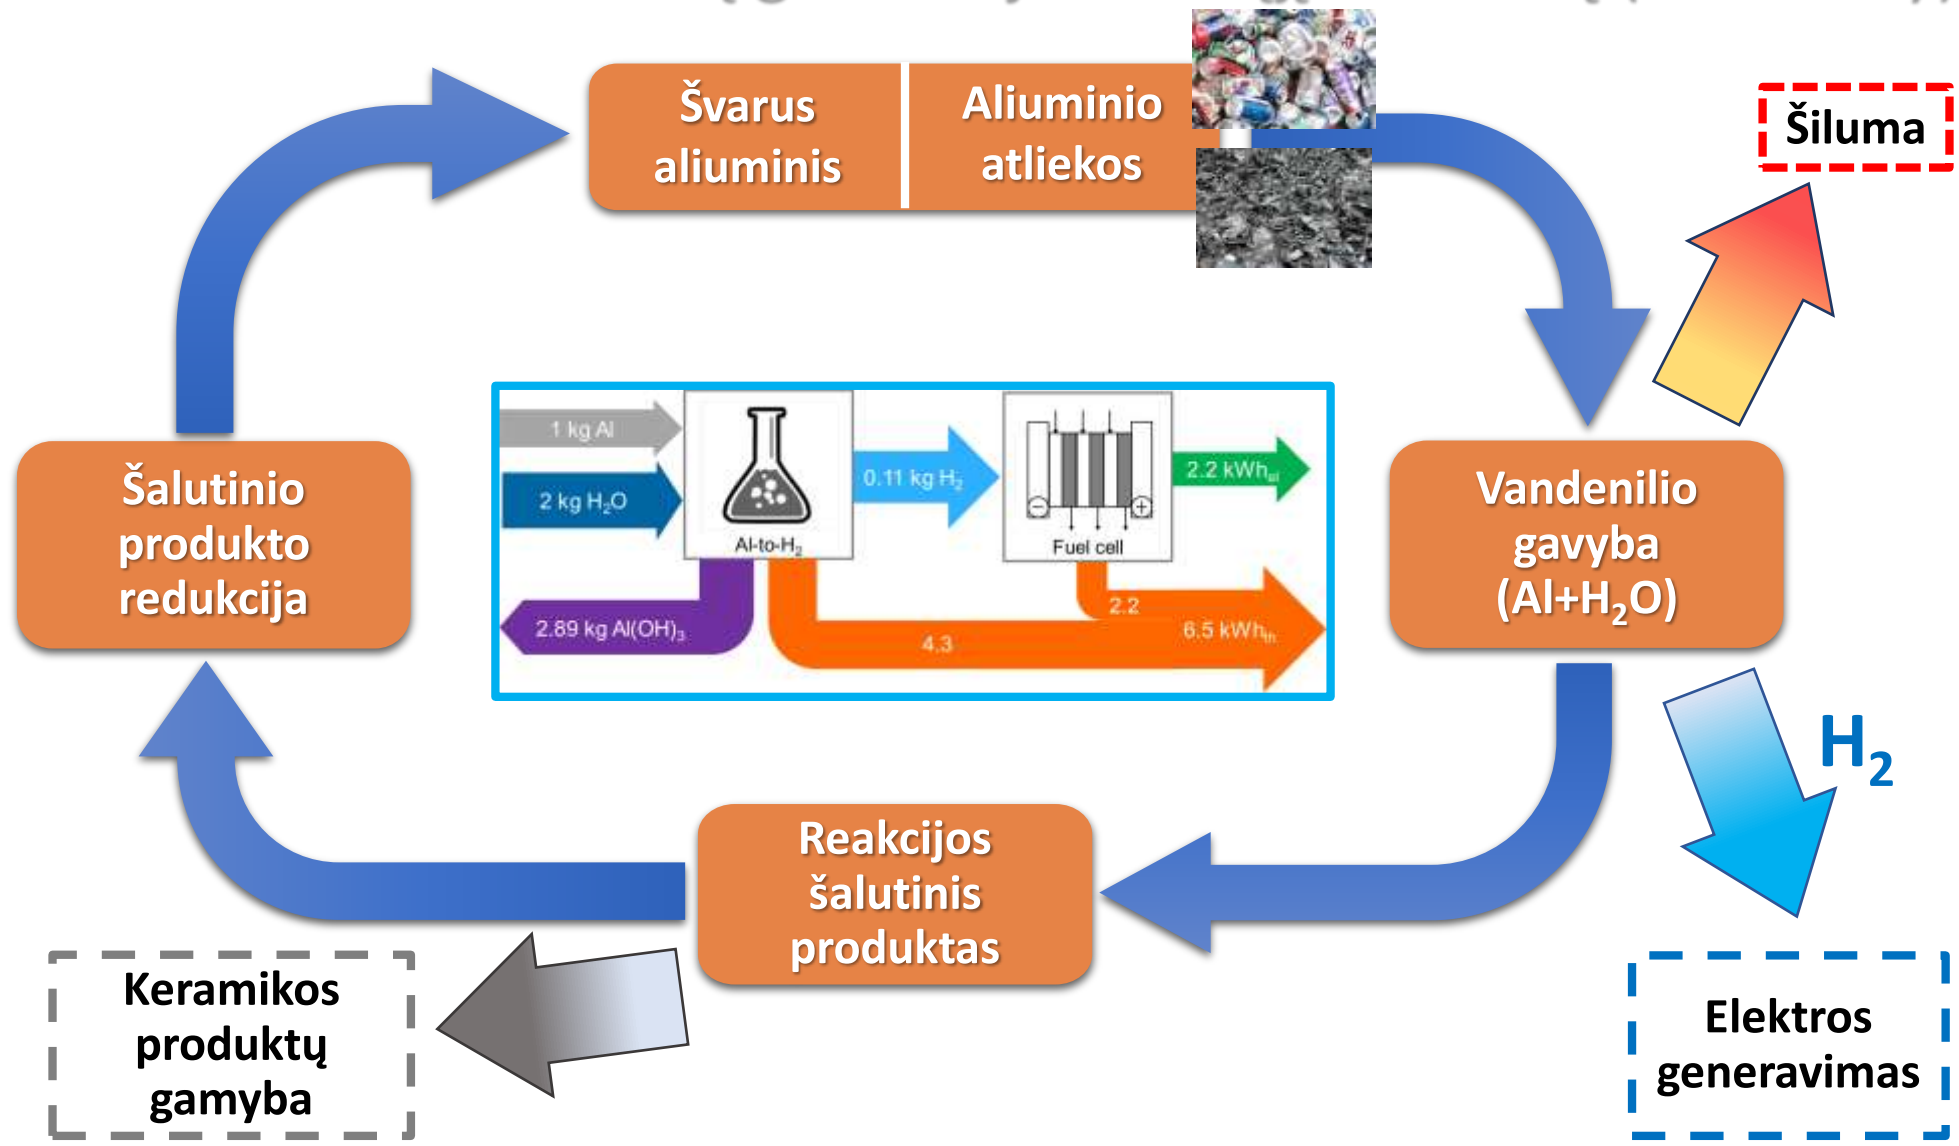 Švarus
aliuminis
Aliuminio
atliekos
Šiluma
1 kg Al
2 kg H₂O
Al-to-H₂
0.11 kg H₂
Fuel cell
2.2 kWhₑₗ
2.89 kg Al(OH)₃
4.3
2.2
6.5 kWhₜₕ
Šalutinio
produkto
redukcija
Vandenilio
gavyba
(Al+H₂O)
H₂
Reakcijos
šalutinis
produktas
Keramikos
produktų
gamyba
Elektros
generavimas